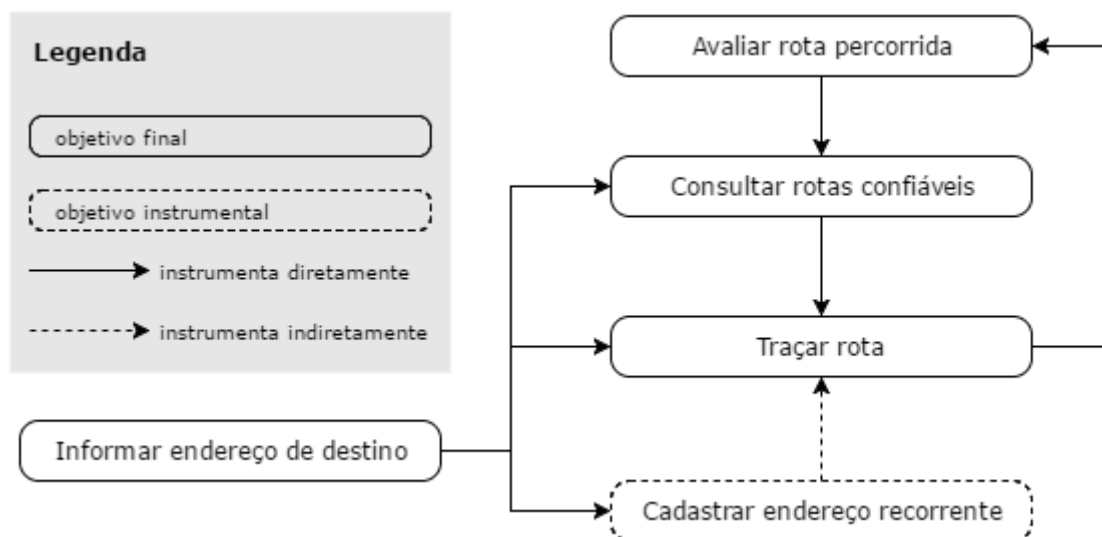 Legenda
objetivo final
objetivo instrumental
instrumenta diretamente
instrumenta indiretamente
Avaliar rota percorrida
Consultar rotas confiáveis
Traçar rota
Informar endereço de destino
Cadastrar endereço recorrente